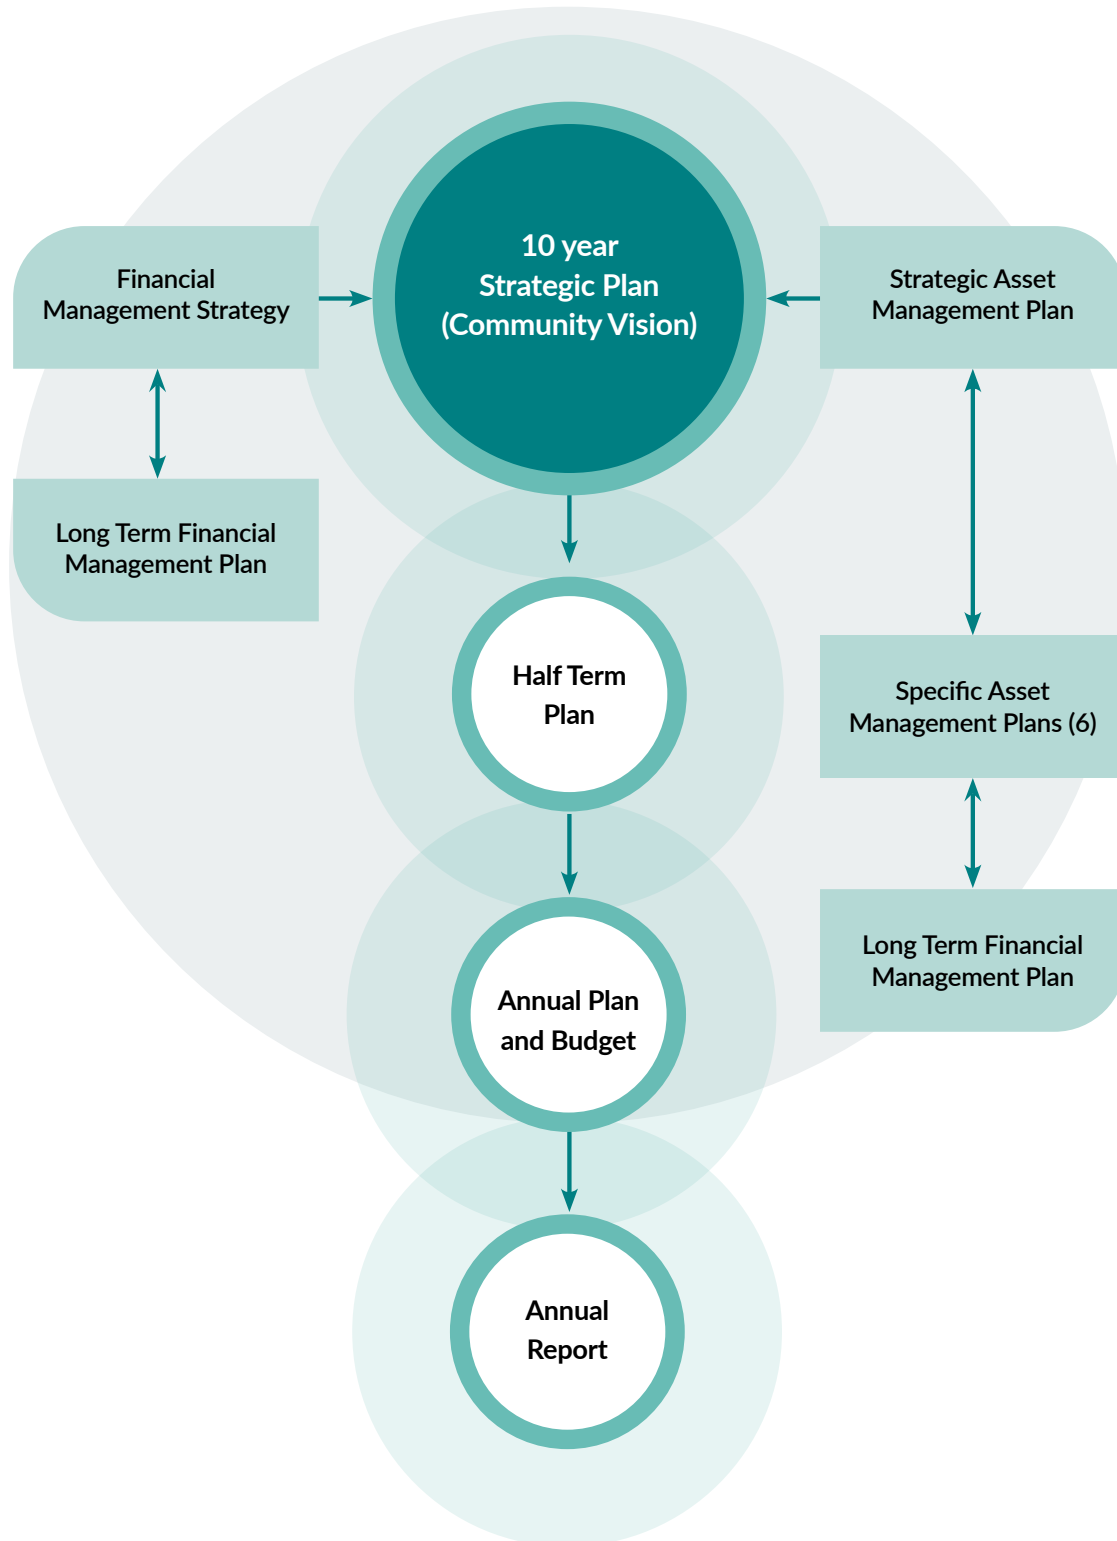 10 year
Strategic Plan
(Community Vision)
Financial
Management Strategy
Strategic Asset
Management Plan
Long Term Financial
Management Plan
Half Term
Plan
Specific Asset
Management Plans (6)
Long Term Financial
Management Plan
Annual Plan
and Budget
Annual
Report